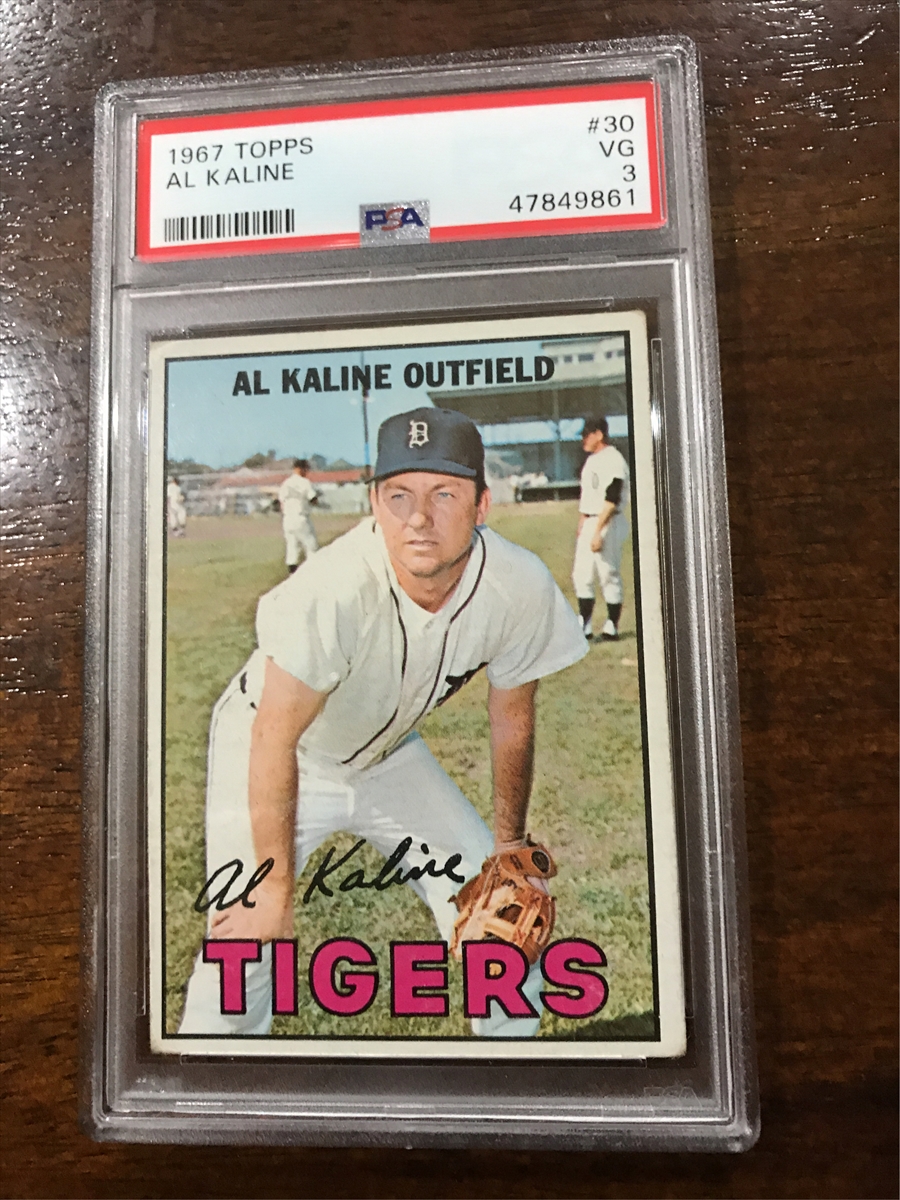 1967 TOPPS #30
AL KALINE VG
3
PSA 47849861
AL KALINE OUTFIELD
B
Al Kaline
TIGERS